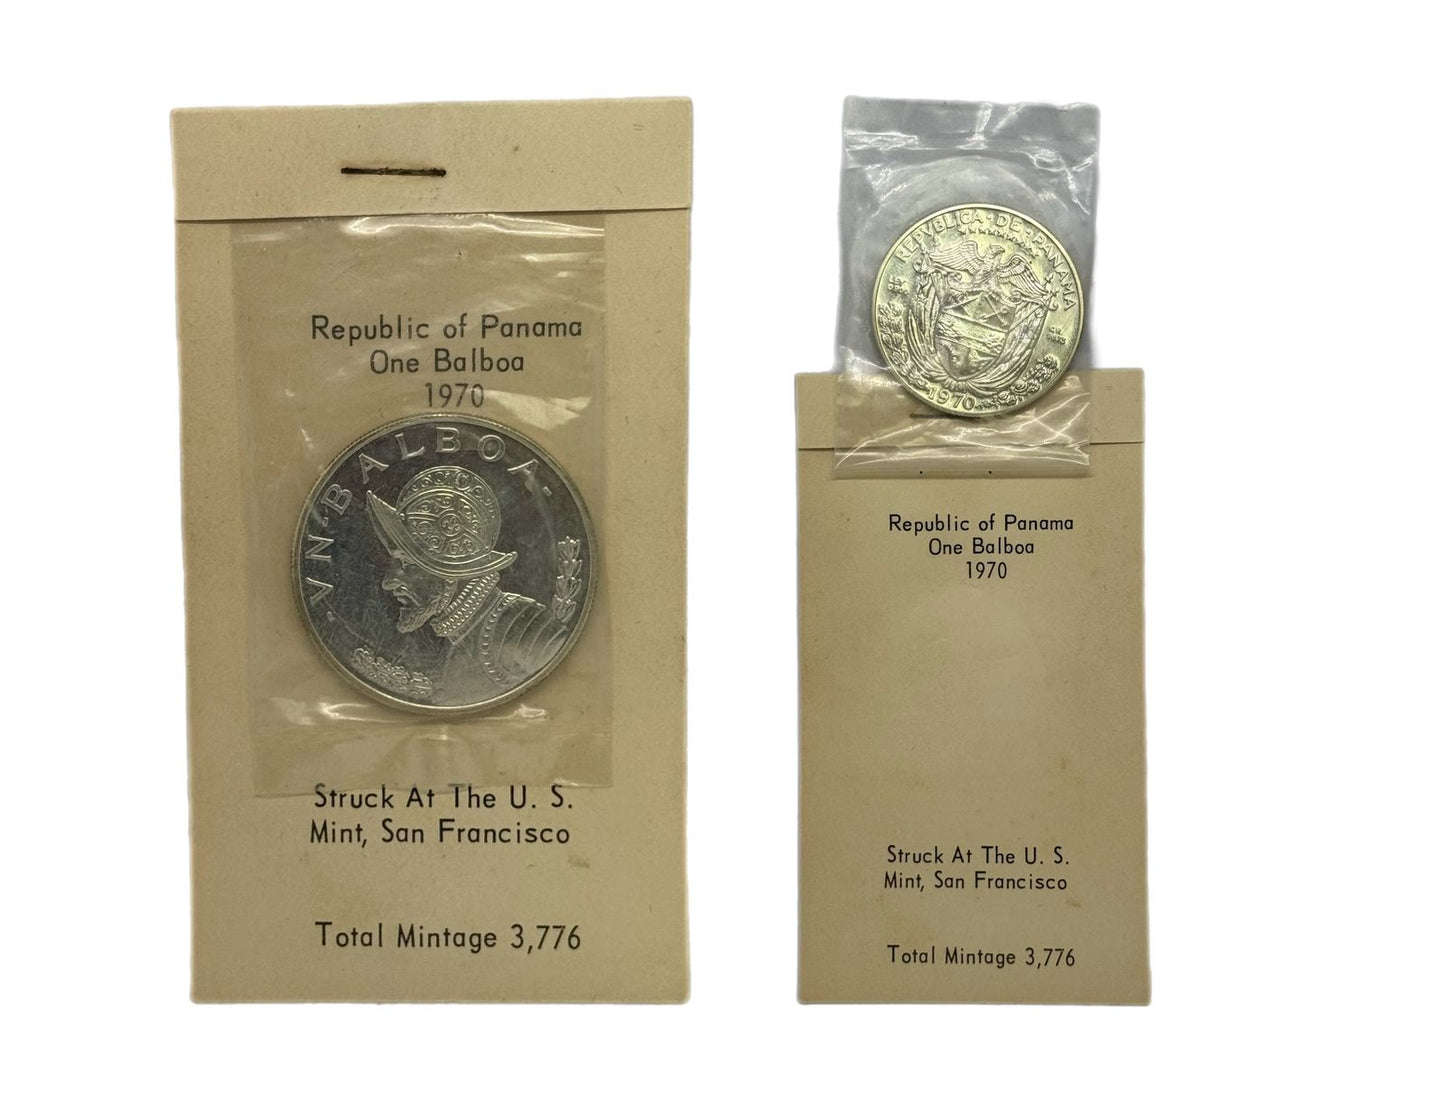 Republic of Panama
One Balboa
1970
-VN-BALBOA-
Struck At The U. S.
Mint, San Francisco
Total Mintage 3,776
REPVBLICA·DE·PANAMA
1970
Republic of Panama
One Balboa
1970
Struck At The U. S.
Mint, San Francisco
Total Mintage 3,776